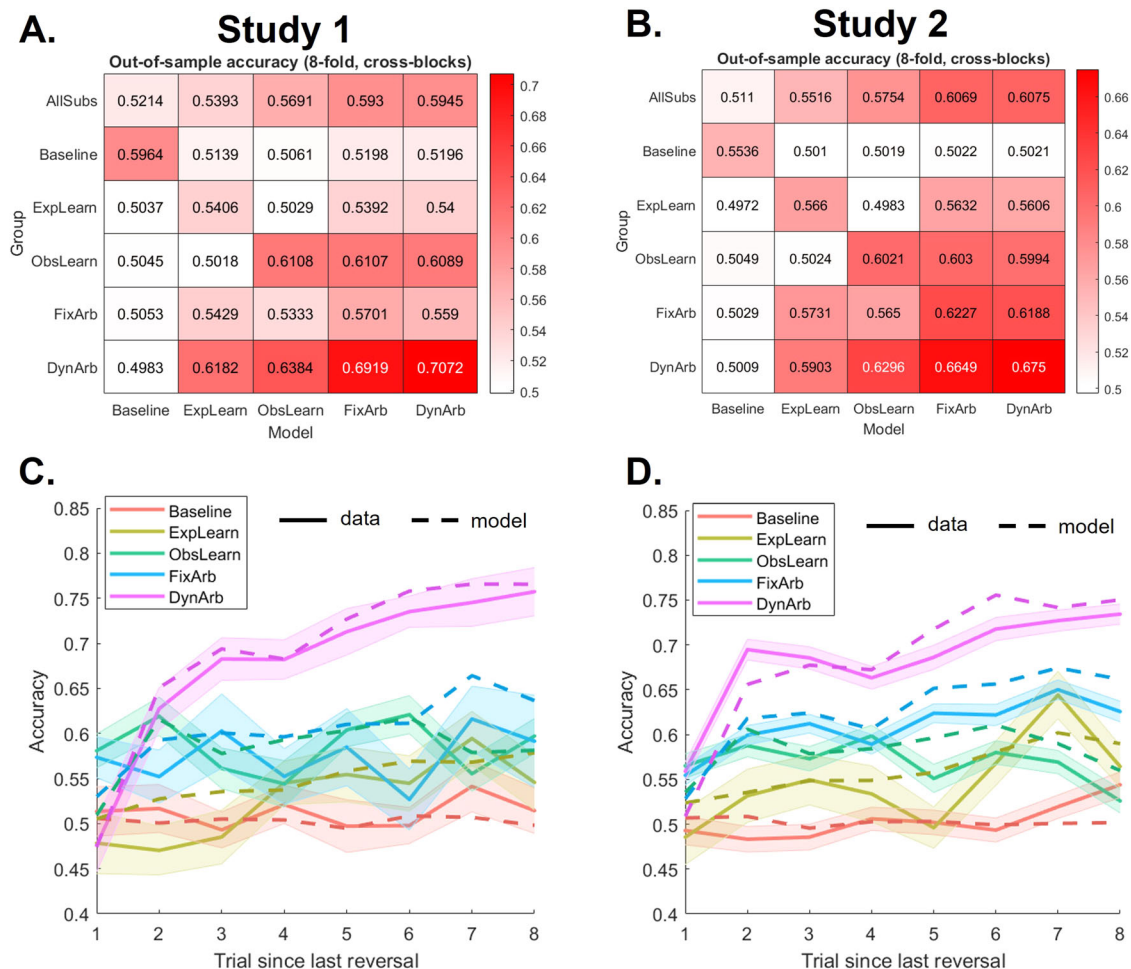 A.
Study 1
Out-of-sample accuracy (8-fold, cross-blocks)
Group
AllSubs 0.5214 0.5393 0.5691 0.593 0.5945
Baseline 0.5964 0.5139 0.5061 0.5198 0.5196
ExpLearn 0.5037 0.5406 0.5029 0.5392 0.54
ObsLearn 0.5045 0.5018 0.6108 0.6107 0.6089
FixArb 0.5053 0.5429 0.5333 0.5701 0.559
DynArb 0.4983 0.6182 0.6384 0.6919 0.7072
Baseline ExpLearn ObsLearn FixArb DynArb
Model
0.7
0.68
0.66
0.64
0.62
0.6
0.58
0.56
0.54
0.52
0.5
B.
Study 2
Out-of-sample accuracy (8-fold, cross-blocks)
Group
AllSubs 0.511 0.5516 0.5754 0.6069 0.6075
Baseline 0.5536 0.501 0.5019 0.5022 0.5021
ExpLearn 0.4972 0.566 0.4983 0.5632 0.5606
ObsLearn 0.5049 0.5024 0.6021 0.603 0.5994
FixArb 0.5029 0.5731 0.565 0.6227 0.6188
DynArb 0.5009 0.5903 0.6296 0.6649 0.675
Baseline ExpLearn ObsLearn FixArb DynArb
Model
0.66
0.64
0.62
0.6
0.58
0.56
0.54
0.52
0.5
C.
Baseline
ExpLearn
ObsLearn
FixArb
DynArb
data model
Accuracy
0.85
0.8
0.75
0.7
0.65
0.6
0.55
0.5
0.45
0.4
1 2 3 4 5 6 7 8
Trial since last reversal
D.
Baseline
ExpLearn
ObsLearn
FixArb
DynArb
data model
Accuracy
0.85
0.8
0.75
0.7
0.65
0.6
0.55
0.5
0.45
0.4
1 2 3 4 5 6 7 8
Trial since last reversal